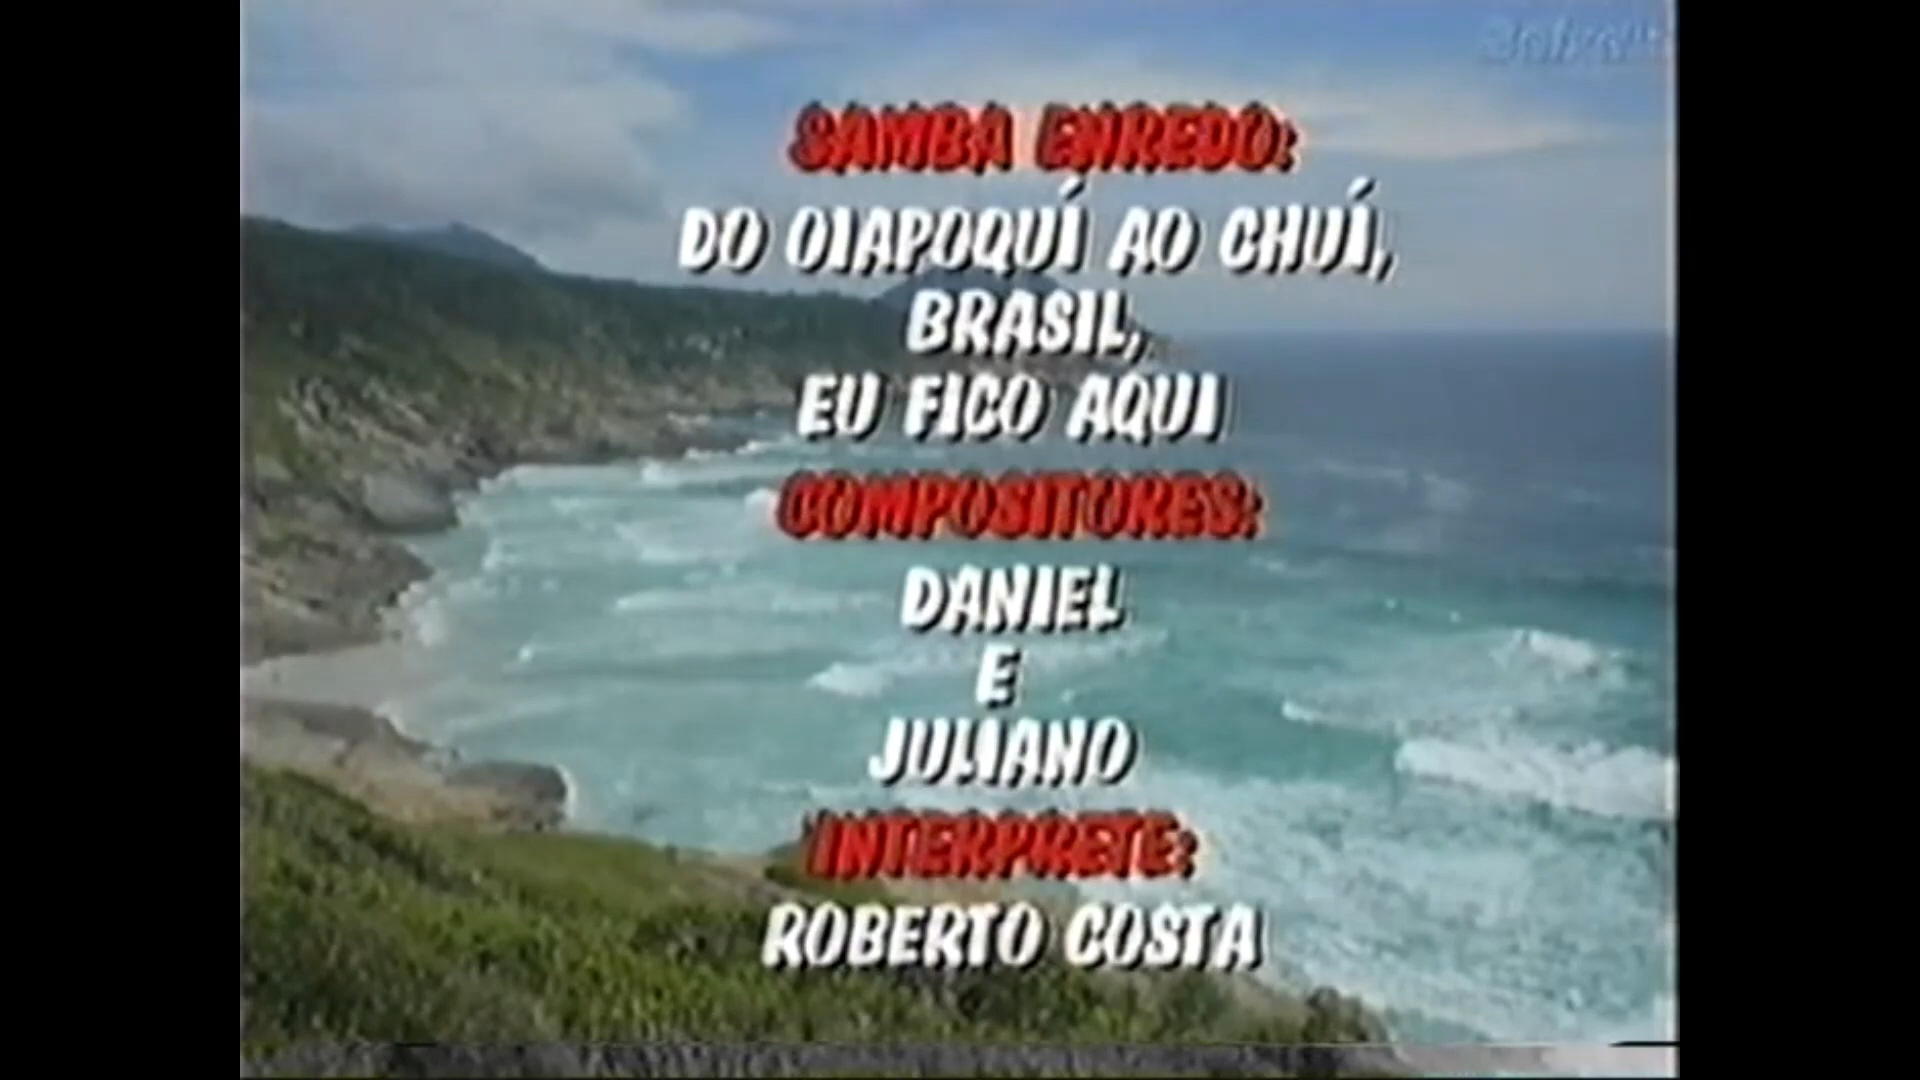 SAMBA ENREDO:
DO OIAPOQUÍ AO CHUÍ,
BRASIL,
EU FICO AQUI
COMPOSITORES:
DANIEL
E
JULIANO
INTERPRETE:
ROBERTO COSTA